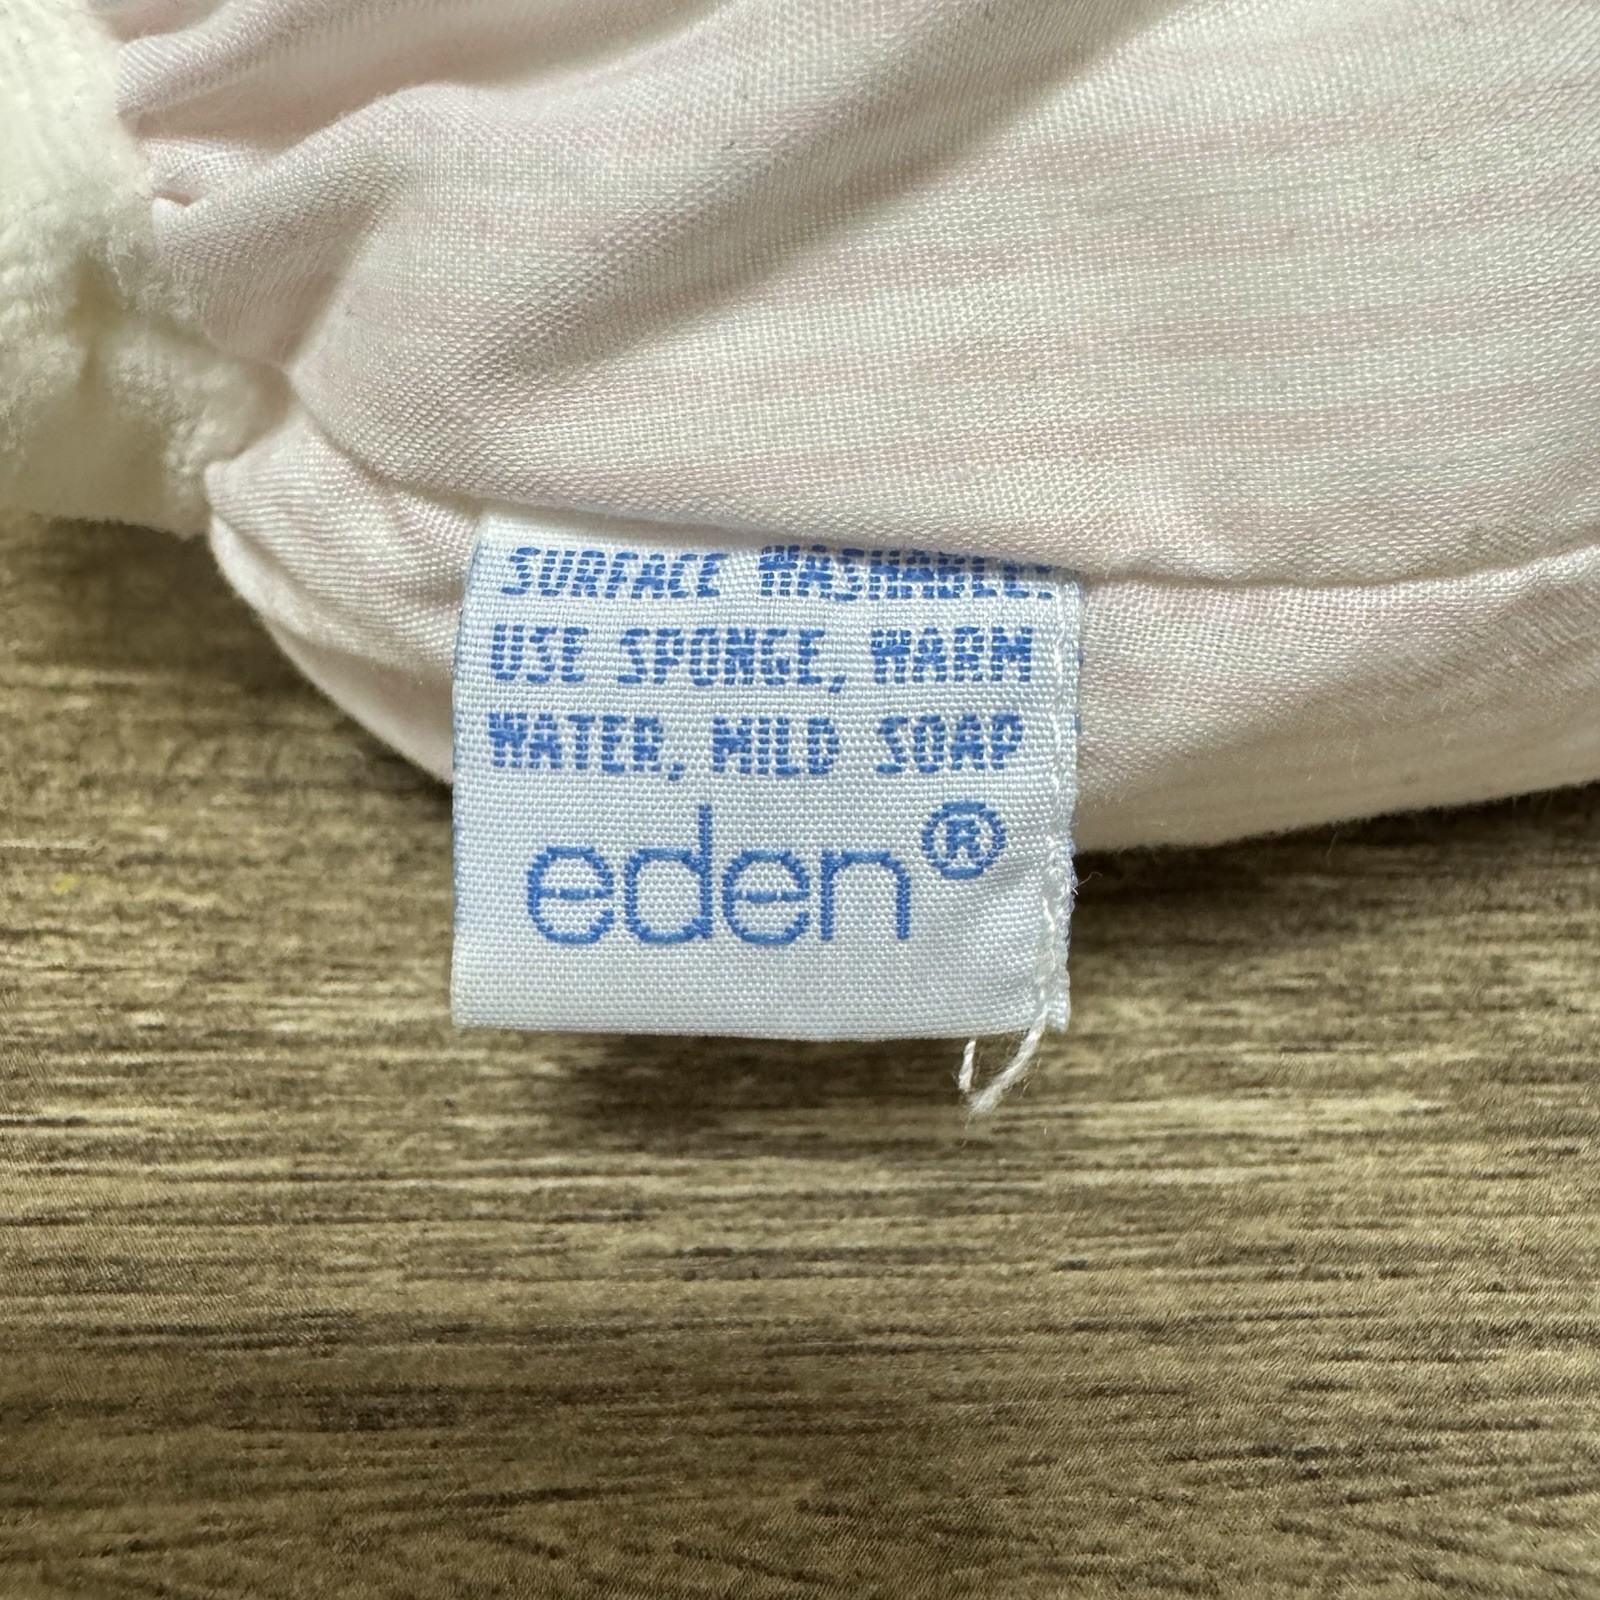 SURFACE WASHABLE:
USE SPONGE, WARM
WATER, MILD SOAP
eden®